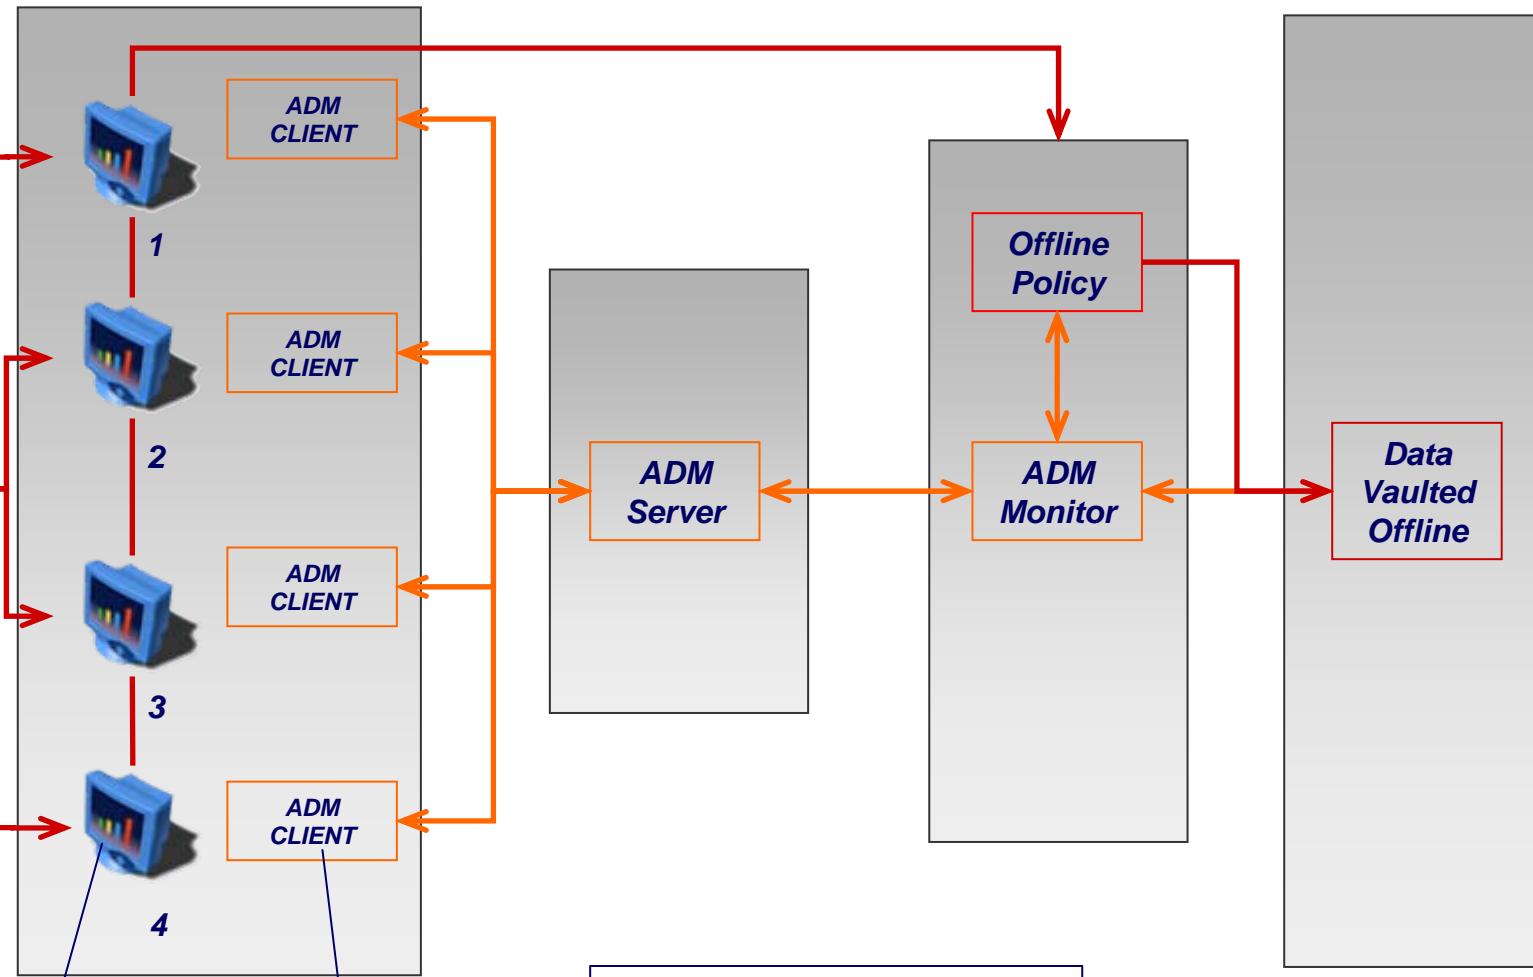 ADM
CLIENT
1
ADM
CLIENT
2
ADM
CLIENT
3
ADM
CLIENT
4
ADM
Server
Offline
Policy
ADM
Monitor
Data
Vaulted
Offline